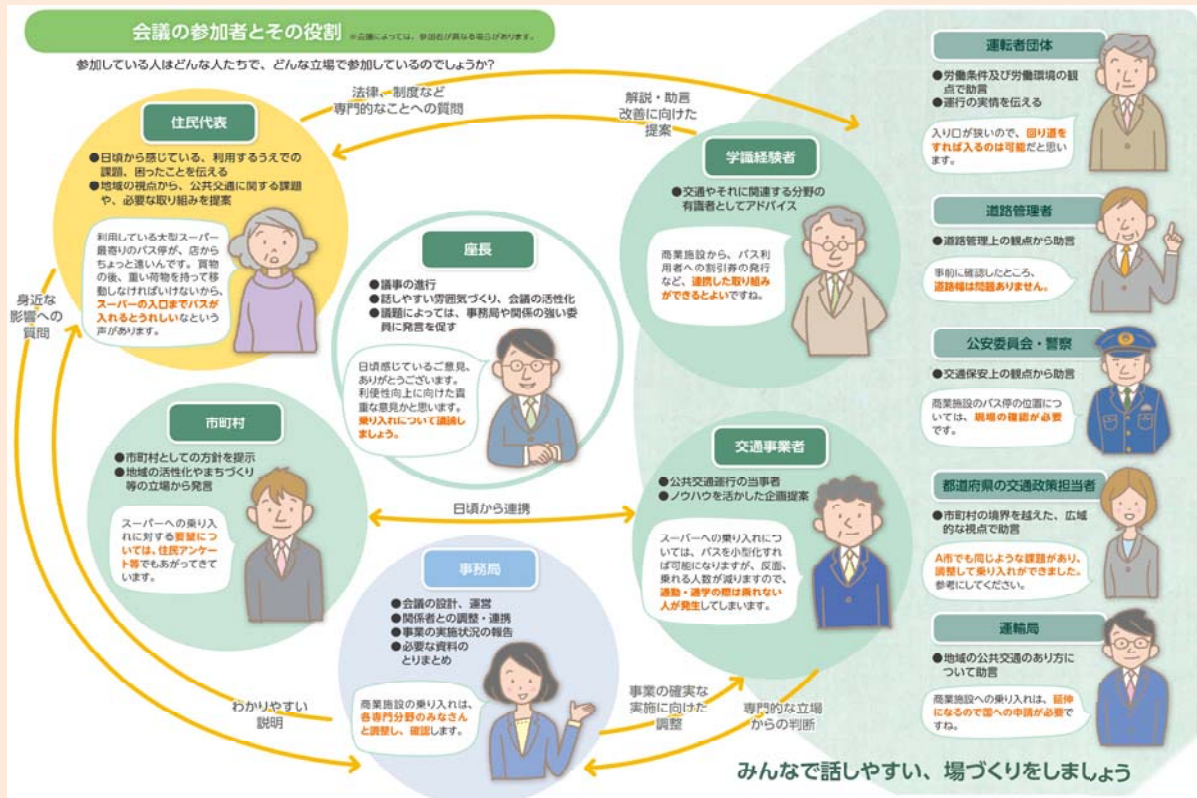 会議の参加者とその役割
※会議によっては、参加者が異なる場合があります。
参加している人はどんな人たちで、どんな立場で参加しているのでしょうか?
法律、制度など
専門的なことへの質問
解説・助言
改善に向けた
提案
住民代表
●日頃から感じている、利用するうえでの
課題、困ったことを伝える
●地域の視点から、公共交通に関する課題
や、必要な取り組みを提案
利用している大型スーパー
最寄りのバス停が、店から
ちょっと遠いんです。買物
の後、重い荷物を持って移
動しなければいけないから、
スーパーの入口までバスが
入れるとうれしいなという
声があります。
身近な
影響への
質問
座長
●議事の進行
●話しやすい雰囲気づくり、会議の活性化
●議題によっては、事務局や関係の強い委
員に発言を促す
日頃感じているご意見、
ありがとうございます。
利便性向上に向けた貴
重な意見かと思います。
乗り入れについて議論し
ましょう。
学識経験者
●交通やそれに関連する分野の
有識者としてアドバイス
商業施設から、バス利
用者への割引券の発行
など、連携した取り組み
ができるとよいですね。
市町村
●市町村としての方針を提示
●地域の活性化やまちづくり
等の立場から発言
スーパーへの乗り入
れに対する要望につ
いては、住民アンケー
ト等でもあがってきて
います。
日頃から連携
交通事業者
●公共交通運行の当事者
●ノウハウを活かした企画提案
スーパーへの乗り入れにつ
いては、バスを小型化すれ
ば可能になりますが、反面、
乗れる人数が減りますので、
通勤・通学の際は乗れない
人が発生してしまいます。
事務局
●会議の設計、運営
●関係者との調整・連携
●事業の実施状況の報告
●必要な資料の
とりまとめ
商業施設の乗り入れは、
各専門分野のみなさん
と調整し、確認します。
わかりやすい
説明
事業の確実な
実施に向けた
調整
専門的な立場
からの判断
運転者団体
●労働条件及び労働環境の観
点で助言
●運行の実情を伝える
入り口が狭いので、回り道を
すれば入るのは可能だと思い
ます。
道路管理者
●道路管理上の観点から助言
事前に確認したところ、
道路幅は問題ありません。
公安委員会・警察
●交通保安上の観点から助言
商業施設のバス停の位置につ
いては、現場の確認が必要
です。
都道府県の交通政策担当者
●市町村の境界を越えた、広域
的な視点で助言
A市でも同じような課題があり、
調整して乗り入れができました。
参考にしてください。
運輸局
●地域の公共交通のあり方に
ついて助言
商業施設への乗り入れは、延伸
になるので国への申請が必要で
すね。
みんなで話しやすい、場づくりをしましょう